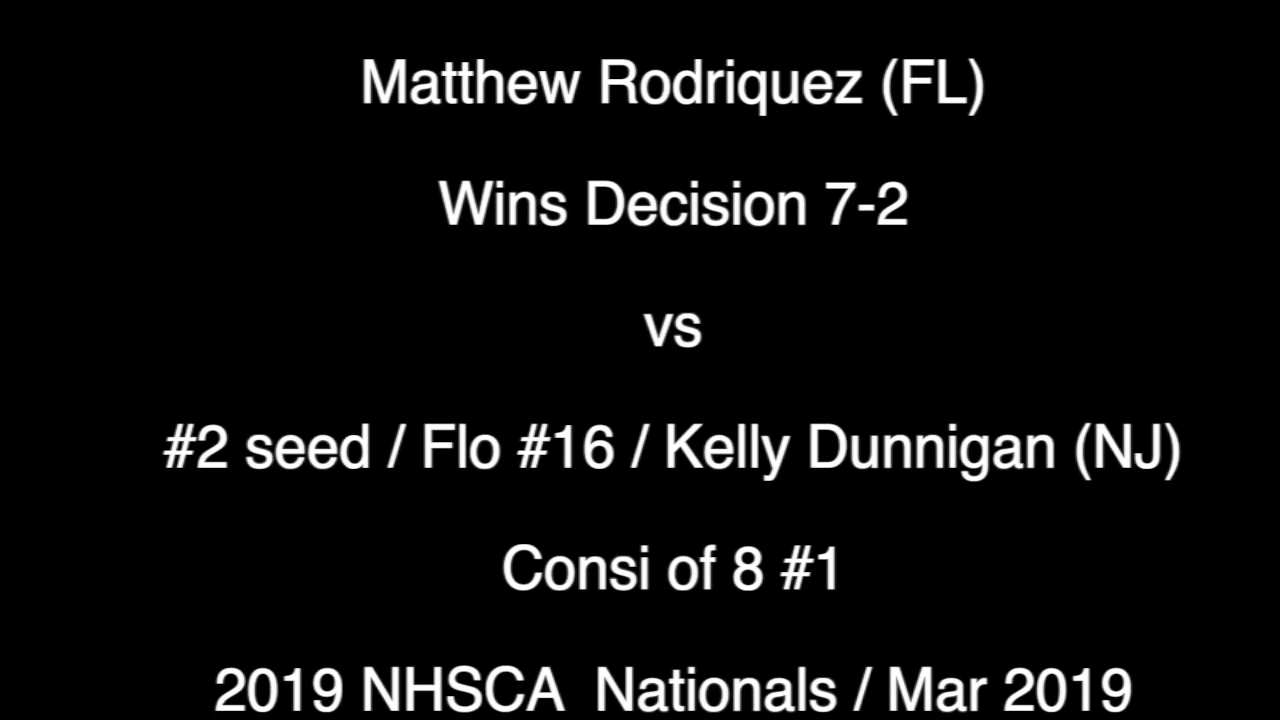 Matthew Rodriquez (FL)
Wins Decision 7-2
vs
#2 seed / Flo #16 / Kelly Dunnigan (NJ)
Consi of 8 #1
2019 NHSCA  Nationals / Mar 2019